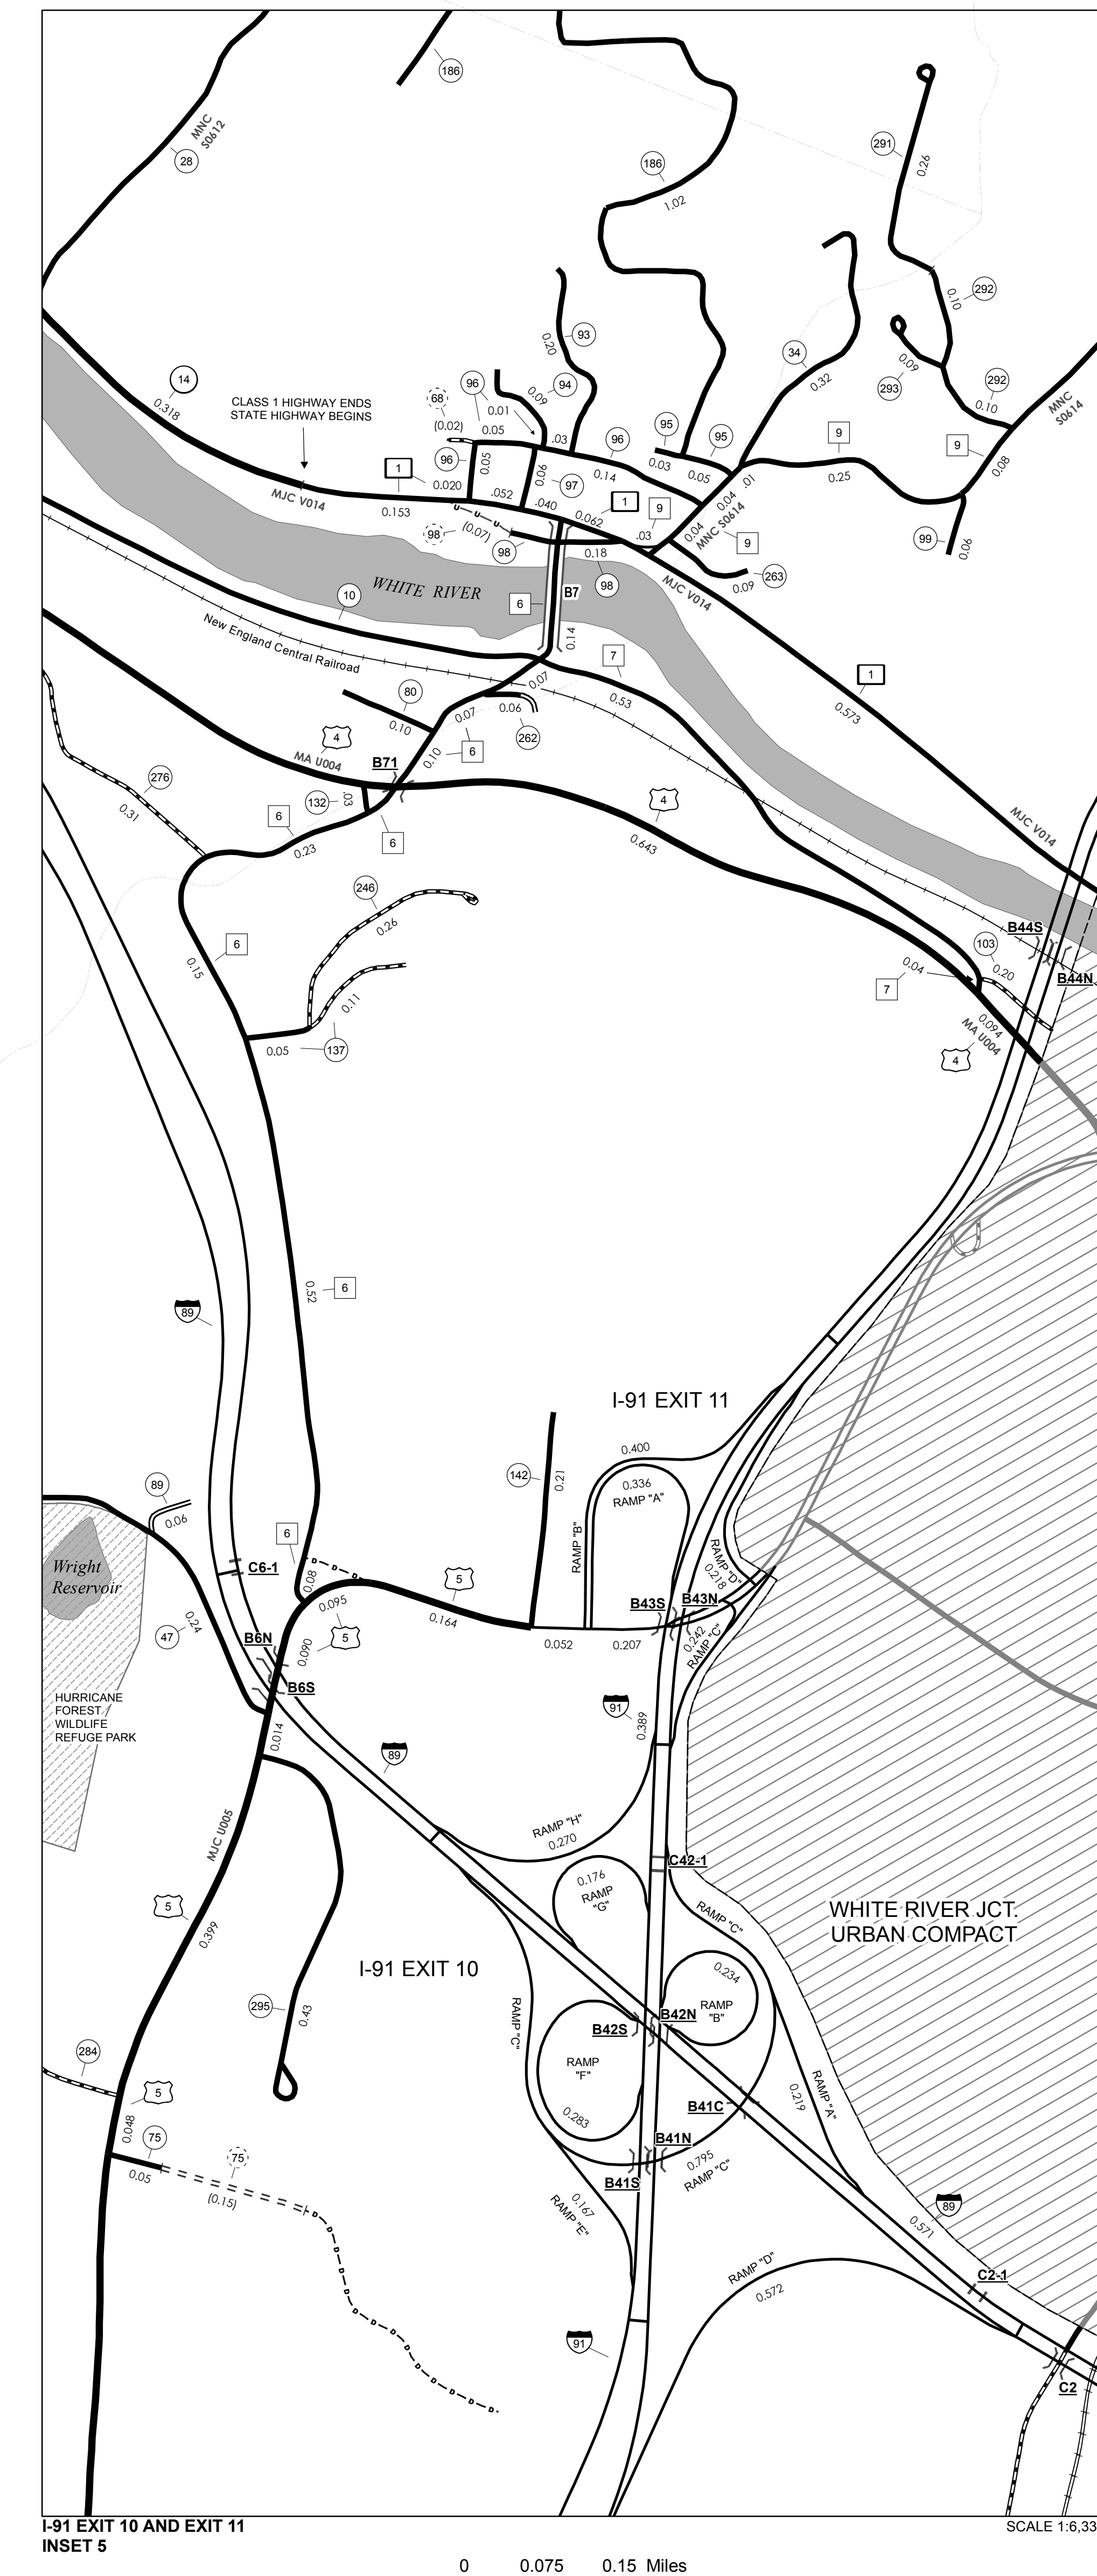 186
MNC
S0612
28
291
0.26
186
1.02
292
0.10
93
0.20
34
0.32
0.09
293
292
0.10
MNC
S0614
14
0.318
CLASS 1 HIGHWAY ENDS
STATE HIGHWAY BEGINS
68
(0.02)
96
0.01
0.05
0.09
94
.03
96
0.14
95
0.03
95
0.05
9
0.25
9
0.08
96
0.05
1
0.020
0.06
97
.052
.040
0.062
1
9
.03
0.04
.01
0.04
MNC S0614
9
99
0.06
MJC V014
0.153
98
(0.07)
98
0.18
98
263
0.09
MJC V014
WHITE RIVER
10
6
B7
0.14
New England Central Railroad
7
0.53
1
0.573
80
0.10
0.07
0.07
0.06
262
4
MA U004
B71
0.10
6
276
0.31
132
.03
6
0.23
6
4
0.643
MJC V014
246
0.26
6
0.15
0.11
0.05
137
B44S
103
0.20
B44N
0.04
7
0.094
MA U004
4
89
0.52
6
I-91 EXIT 11
0.400
0.336
RAMP "A"
142
0.21
RAMP "B"
89
0.06
Wright
Reservoir
6
C6-1
0.08
5
0.095
0.164
RAMP "D"
0.218
B43S
B43N
0.24
47
B6N
0.090
5
0.052
0.207
0.242
RAMP "C"
B6S
HURRICANE
FOREST
WILDLIFE
REFUGE PARK
0.014
91
0.389
89
MJC U005
RAMP "H"
0.270
C42-1
0.176
RAMP
"G"
5
0.399
RAMP "C"
WHITE RIVER JCT.
URBAN COMPACT
I-91 EXIT 10
0.234
RAMP
"B"
295
0.43
RAMP "C"
B42N
B42S
284
RAMP
"F"
5
0.048
0.283
B41C
0.219
RAMP "A"
75
0.05
75
(0.15)
B41N
0.795
RAMP "C"
B41S
0.167
RAMP "E"
89
0.571
RAMP "D"
0.572
C2-1
91
C2
I-91 EXIT 10 AND EXIT 11
SCALE 1:6,33
INSET 5
0 0.075 0.15 Miles